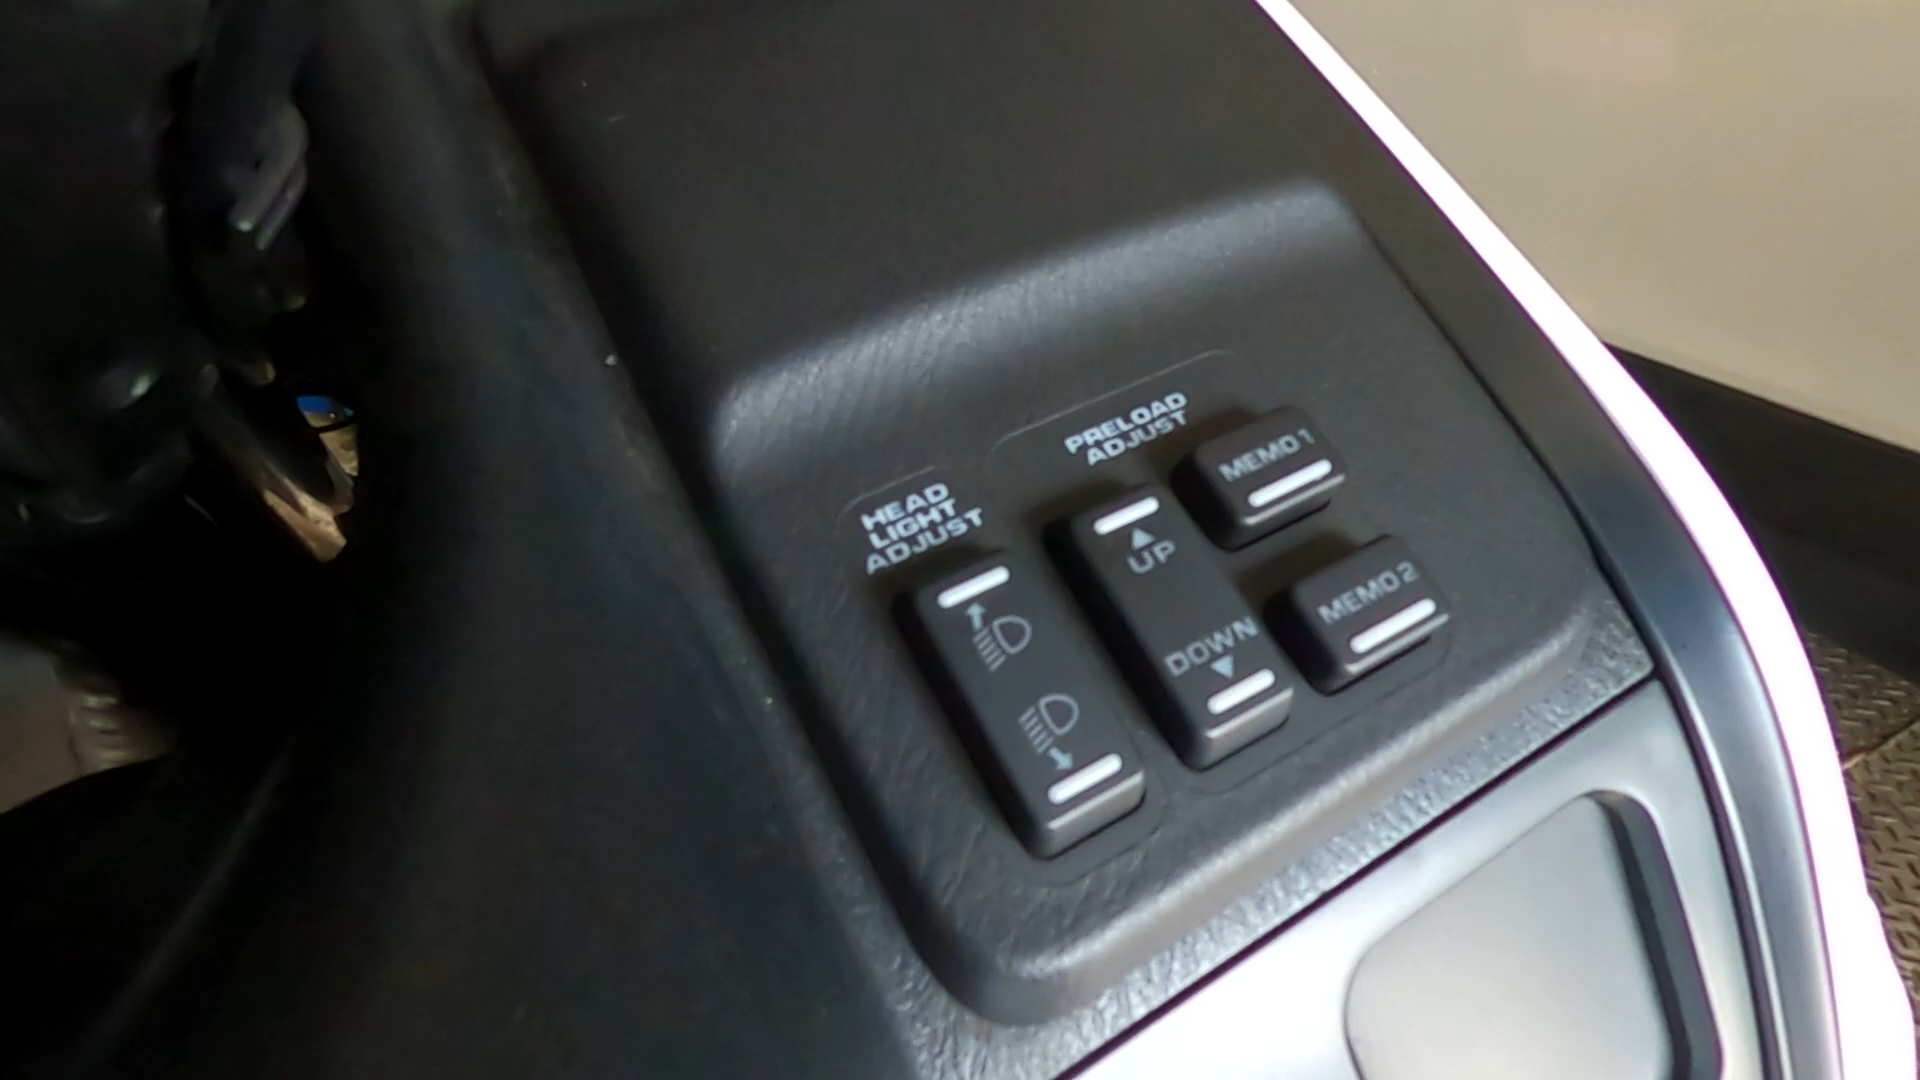 HEAD
LIGHT
ADJUST
PRELOAD
ADJUST
UP
DOWN
MEMO 1
MEMO 2